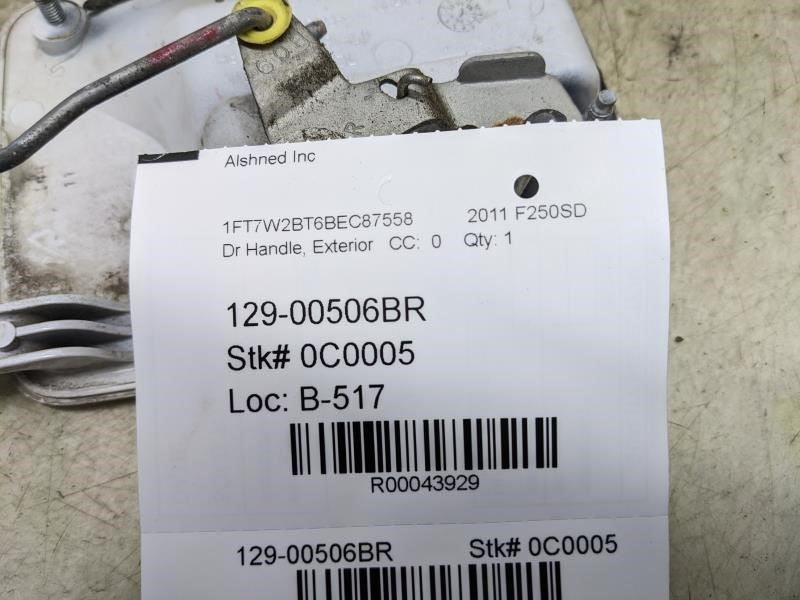 Alshned Inc
1FT7W2BT6BEC87558 2011 F250SD
Dr Handle, Exterior CC: 0 Qty: 1
129-00506BR
Stk# 0C0005
Loc: B-517
R00043929
129-00506BR Stk# 0C0005